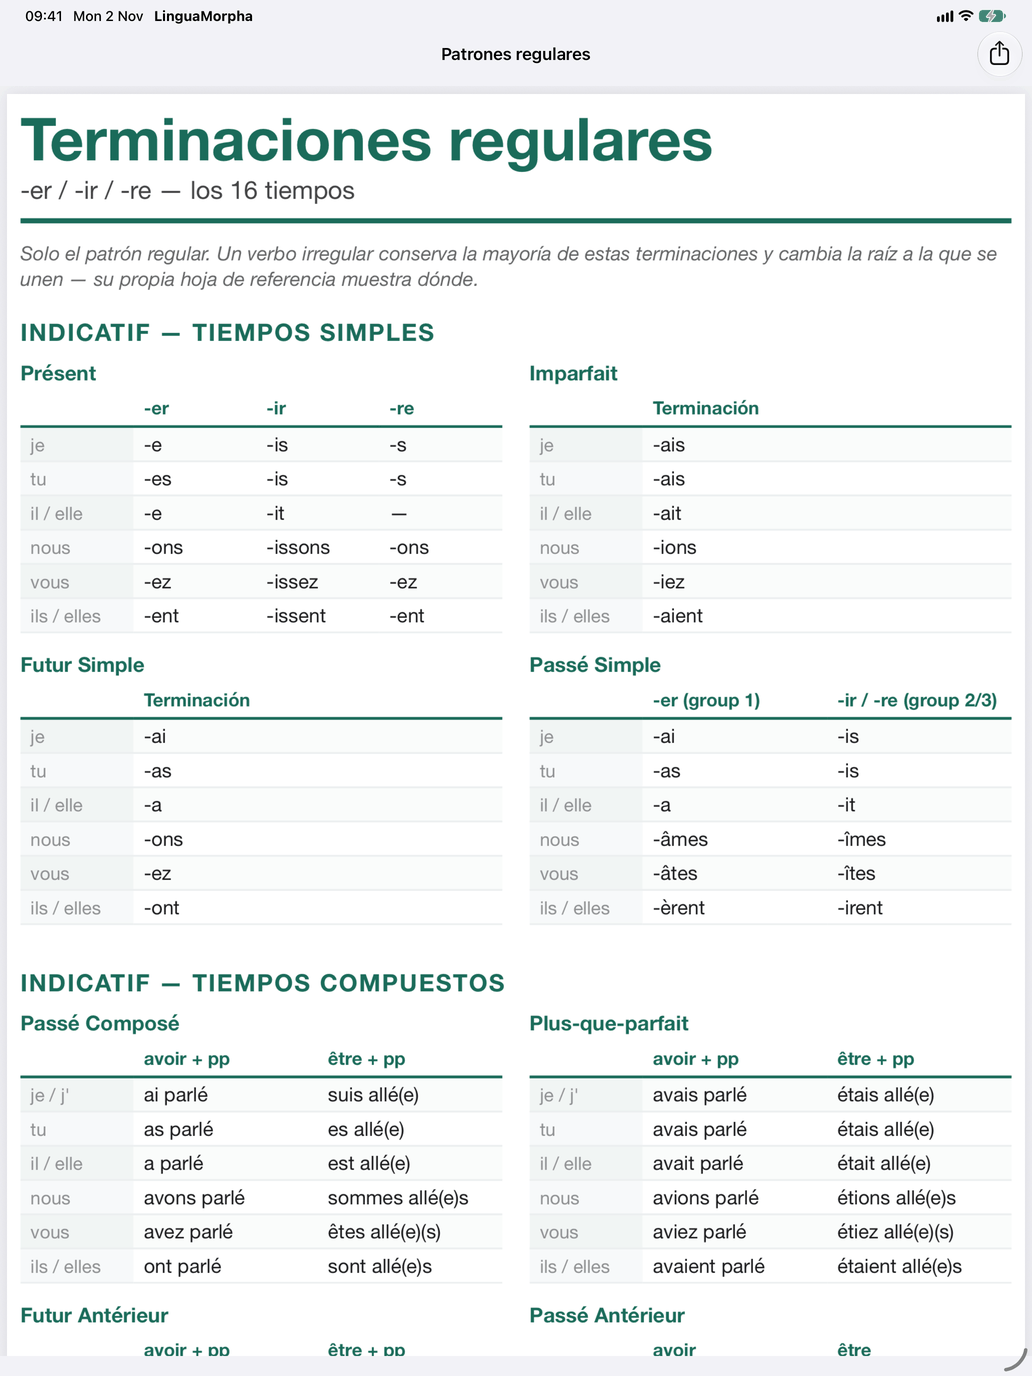 09:41 Mon 2 Nov LinguaMorpha
Patrones regulares
Terminaciones regulares
-er / -ir / -re — los 16 tiempos
Solo el patrón regular. Un verbo irregular conserva la mayoría de estas terminaciones y cambia la raíz a la que se
unen — su propia hoja de referencia muestra dónde.
INDICATIF — TIEMPOS SIMPLES
Présent
-er -ir -re
je -e -is -s
tu -es -is -s
il / elle -e -it —
nous -ons -issons -ons
vous -ez -issez -ez
ils / elles -ent -issent -ent
Imparfait
Terminación
je -ais
tu -ais
il / elle -ait
nous -ions
vous -iez
ils / elles -aient
Futur Simple
Terminación
je -ai
tu -as
il / elle -a
nous -ons
vous -ez
ils / elles -ont
Passé Simple
-er (group 1) -ir / -re (group 2/3)
je -ai -is
tu -as -is
il / elle -a -it
nous -âmes -îmes
vous -âtes -îtes
ils / elles -èrent -irent
INDICATIF — TIEMPOS COMPUESTOS
Passé Composé
avoir + pp être + pp
je / j' ai parlé suis allé(e)
tu as parlé es allé(e)
il / elle a parlé est allé(e)
nous avons parlé sommes allé(e)s
vous avez parlé êtes allé(e)(s)
ils / elles ont parlé sont allé(e)s
Plus-que-parfait
avoir + pp être + pp
je / j' avais parlé étais allé(e)
tu avais parlé étais allé(e)
il / elle avait parlé était allé(e)
nous avions parlé étions allé(e)s
vous aviez parlé étiez allé(e)(s)
ils / elles avaient parlé étaient allé(e)s
Futur Antérieur
avoir + pp être + pp
Passé Antérieur
avoir être